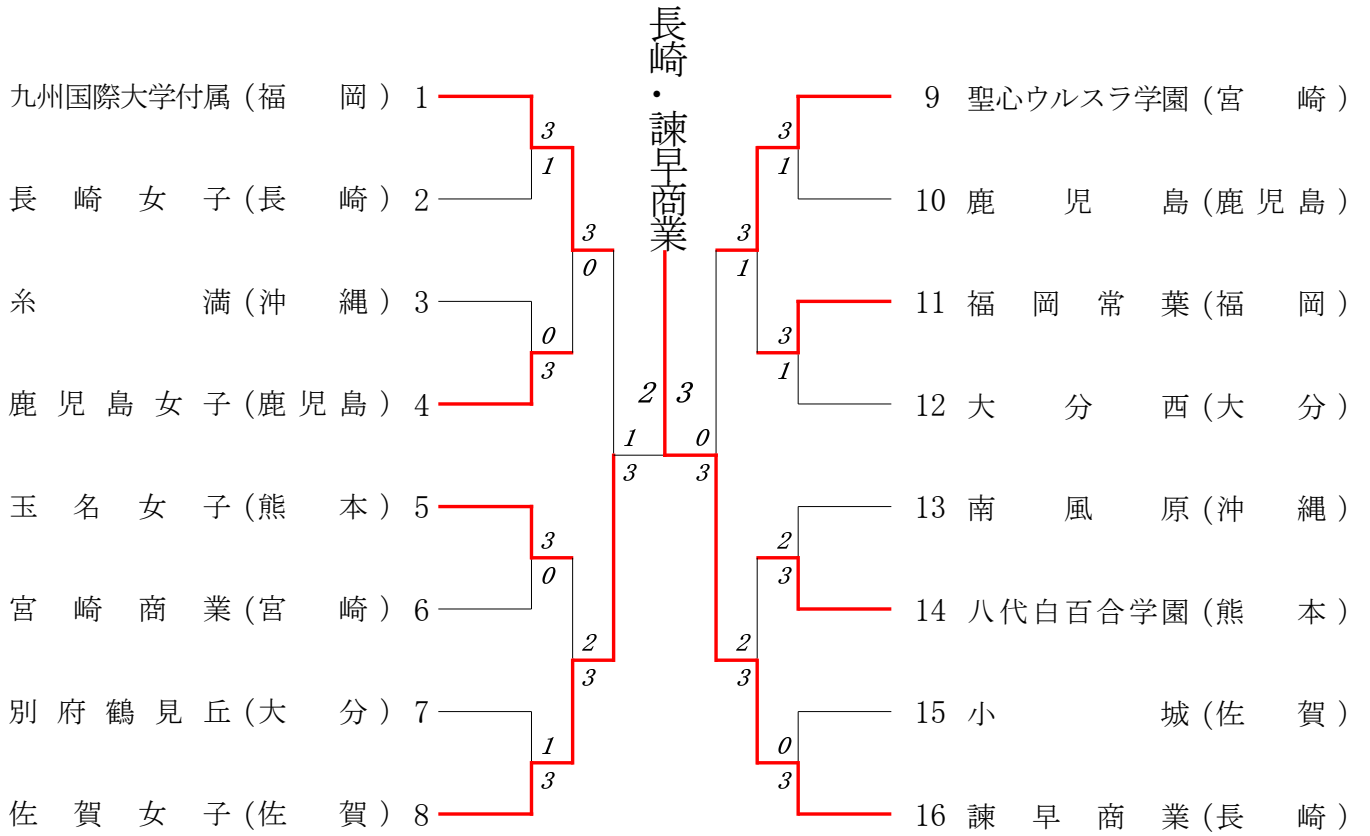 長崎・諫早商業
九州国際大学付属(福岡) 1
長崎女子(長崎) 2
糸満(沖縄) 3
鹿児島女子(鹿児島) 4
玉名女子(熊本) 5
宮崎商業(宮崎) 6
別府鶴見丘(大分) 7
佐賀女子(佐賀) 8
3
1
0
3
3
0
1
3
3
0
2
3
1
3
2 3
0
3
3
1
2
3
3
1
3
1
2
3
0
3
9 聖心ウルスラ学園(宮崎)
10 鹿児島(鹿児島)
11 福岡常葉(福岡)
12 大分西(大分)
13 南風原(沖縄)
14 八代白百合学園(熊本)
15 小城(佐賀)
16 諫早商業(長崎)